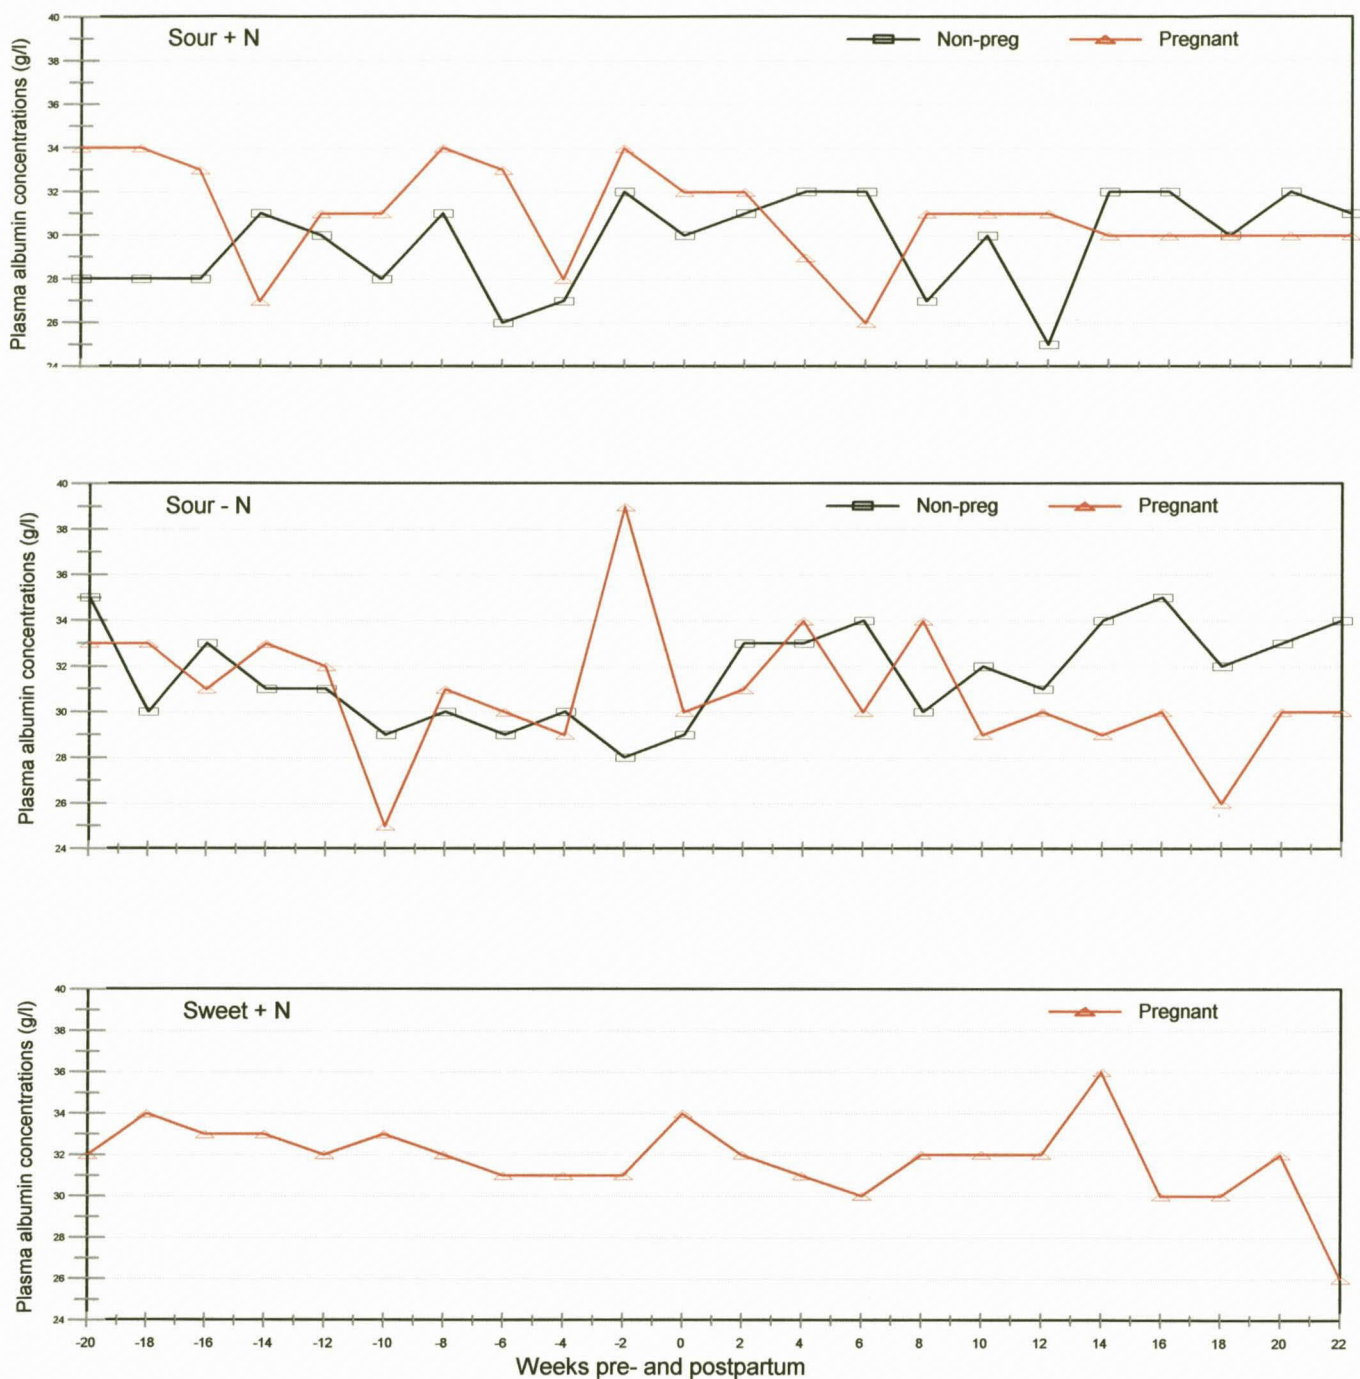 Sour + N
Non-preg
Pregnant
Plasma albumin concentrations (g/l)
40
38
36
34
32
30
28
26
24
Sour - N
Non-preg
Pregnant
Plasma albumin concentrations (g/l)
40
38
36
34
32
30
28
26
24
Sweet + N
Pregnant
Plasma albumin concentrations (g/l)
40
38
36
34
32
30
28
26
24
-20 -18 -16 -14 -12 -10 -8 -6 -4 -2 0 2 4 6 8 10 12 14 16 18 20 22
Weeks pre- and postpartum